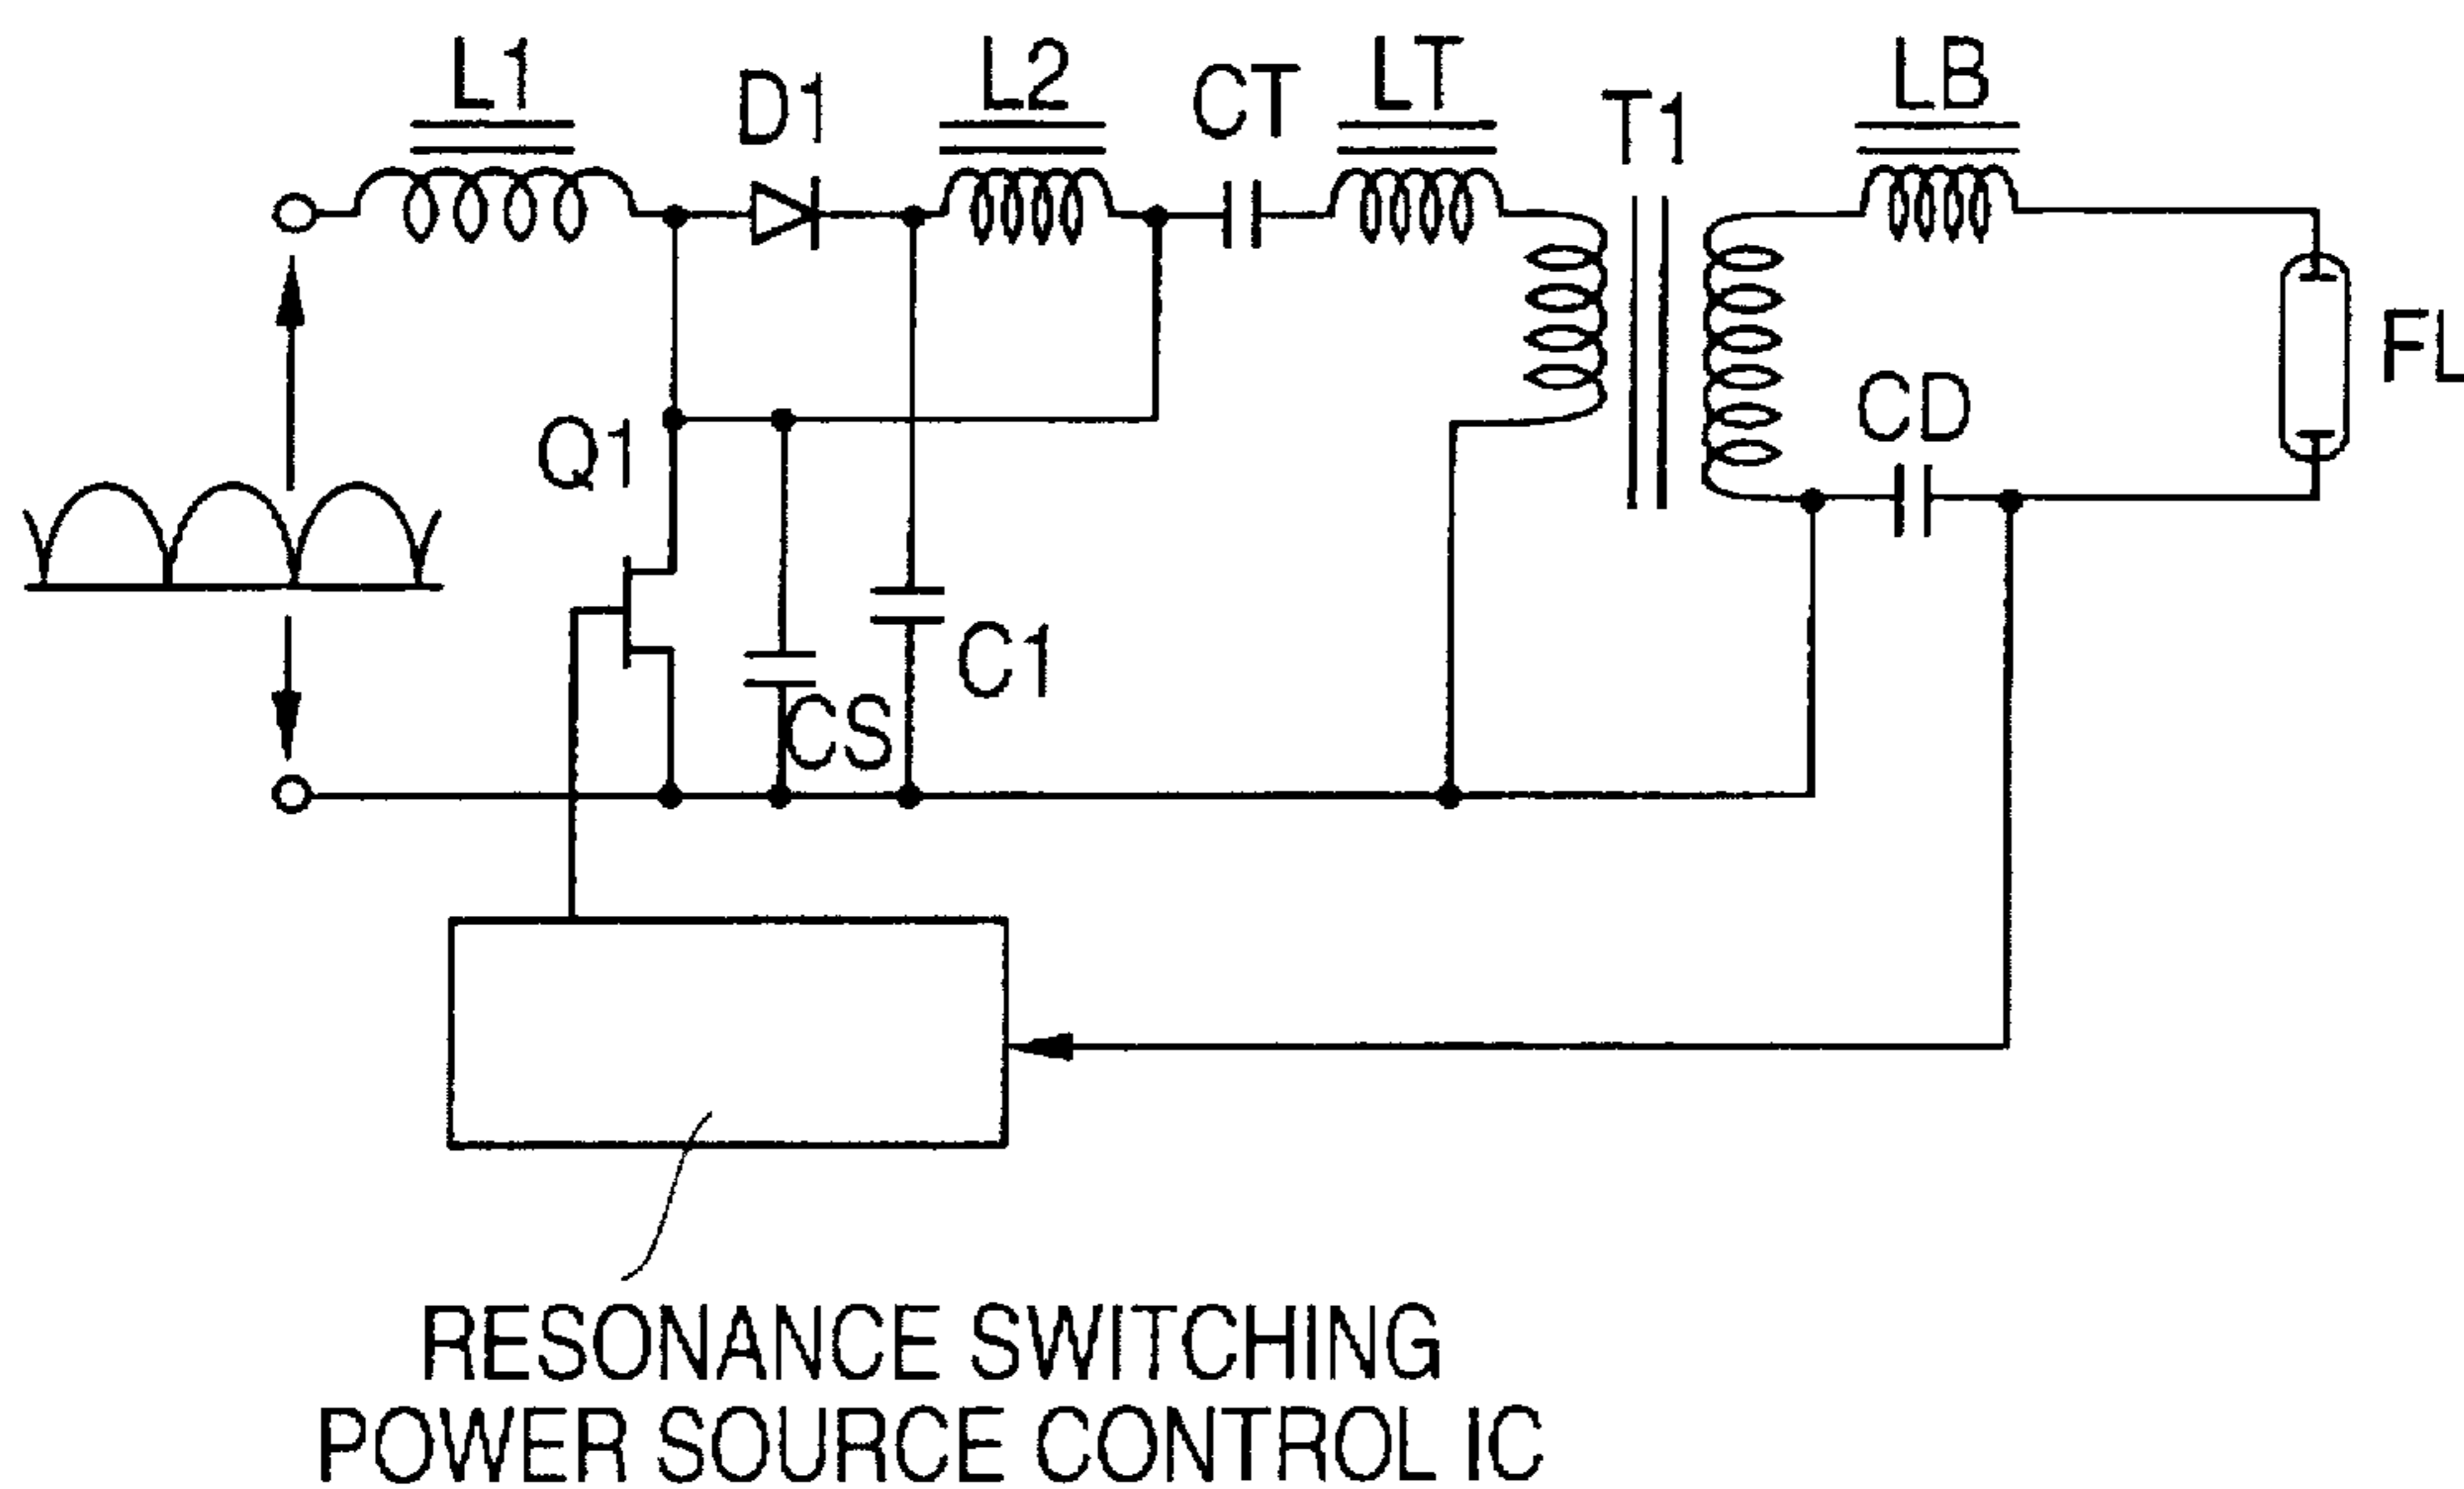 L1
D1
L2
CT
LT
T1
LB
FL
Q1
CD
C1
CS
RESONANCE SWITCHING
POWER SOURCE CONTROL IC